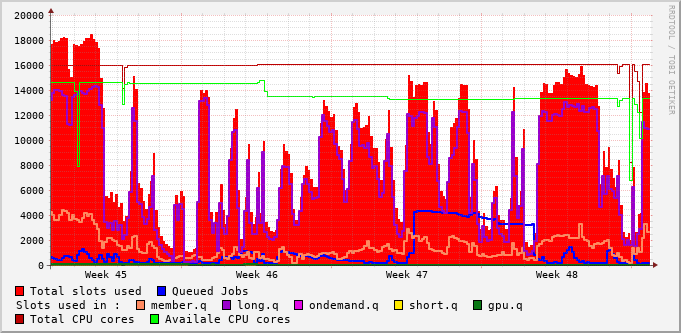 20000
18000
16000
14000
12000
10000
8000
6000
4000
2000
0
Week 45 Week 46 Week 47 Week 48
RRDTOOL / TOBI OETIKER
Total slots used Queued Jobs
Slots used in : member.q long.q ondemand.q short.q gpu.q
Total CPU cores Availale CPU cores